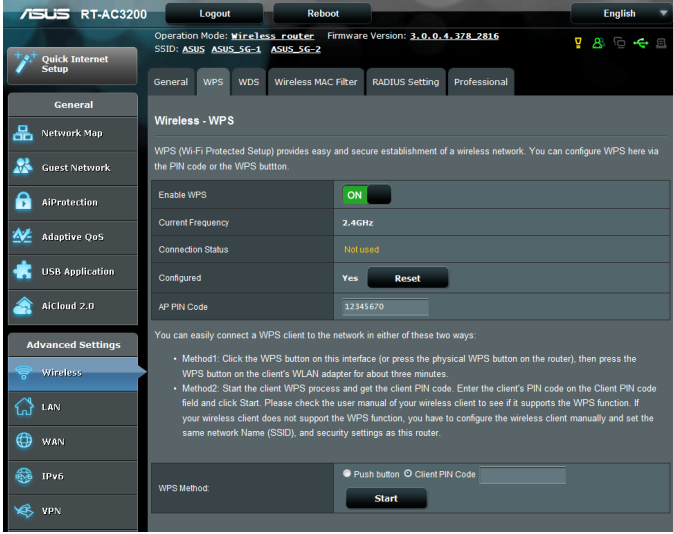 ASUS RT-AC3200 Logout Reboot English
Operation Mode: Wireless router Firmware Version: 3.0.0.4.378_2816
SSID: ASUS ASUS_5G-1 ASUS_5G-2
Quick Internet
Setup
General
Network Map
Guest Network
AiProtection
Adaptive QoS
USB Application
AiCloud 2.0
Advanced Settings
Wireless
LAN
WAN
IPv6
VPN
General WPS WDS Wireless MAC Filter RADIUS Setting Professional
Wireless - WPS
WPS (Wi-Fi Protected Setup) provides easy and secure establishment of a wireless network. You can configure WPS here via
the PIN code or the WPS buttton.
Enable WPS ON
Current Frequency 2.4GHz
Connection Status Not used
Configured Yes Reset
AP PIN Code 12345670
You can easily connect a WPS client to the network in either of these two ways:
• Method1: Click the WPS button on this interface (or press the physical WPS button on the router), then press the
WPS button on the client's WLAN adapter for about three minutes.
• Method2: Start the client WPS process and get the client PIN code. Enter the client's PIN code on the Client PIN code
field and click Start. Please check the user manual of your wireless client to see if it supports the WPS function. If
your wireless client does not support the WPS function, you have to configure the wireless client manually and set the
same network Name (SSID), and security settings as this router.
WPS Method: Push button Client PIN Code
Start